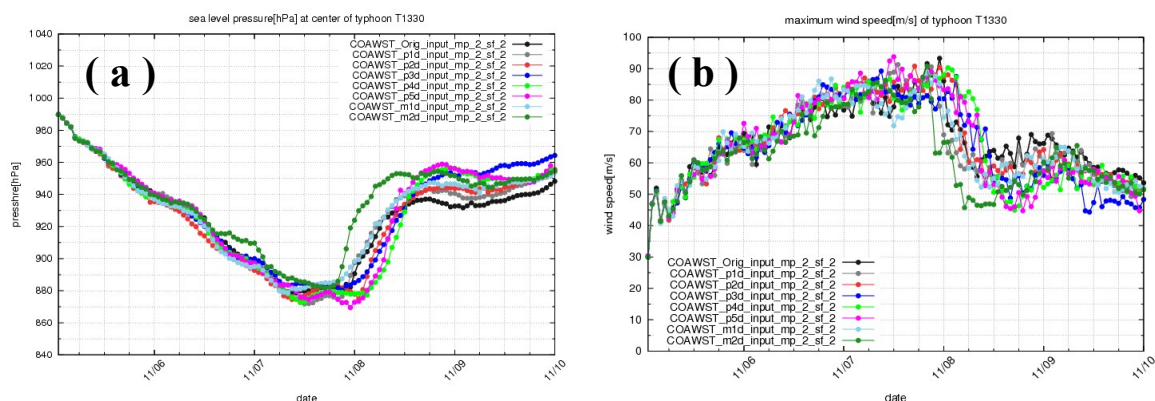 sea level pressure[hPa] at center of typhoon T1330
( a )
COAWST_Orig_input_mp_2_sf_2
COAWST_p1d_input_mp_2_sf_2
COAWST_p2d_input_mp_2_sf_2
COAWST_p3d_input_mp_2_sf_2
COAWST_p4d_input_mp_2_sf_2
COAWST_p5d_input_mp_2_sf_2
COAWST_m1d_input_mp_2_sf_2
COAWST_m2d_input_mp_2_sf_2
presshre[hPa]
1 040
1 020
1 000
980
960
940
920
900
880
860
840
11/06
11/07
11/08
11/09
11/10
date
maximum wind speed[m/s] of typhoon T1330
( b )
wind speed[m/s]
100
90
80
70
60
50
40
30
20
10
0
COAWST_Orig_input_mp_2_sf_2
COAWST_p1d_input_mp_2_sf_2
COAWST_p2d_input_mp_2_sf_2
COAWST_p3d_input_mp_2_sf_2
COAWST_p4d_input_mp_2_sf_2
COAWST_p5d_input_mp_2_sf_2
COAWST_m1d_input_mp_2_sf_2
COAWST_m2d_input_mp_2_sf_2
11/06
11/07
11/08
11/09
11/10
date